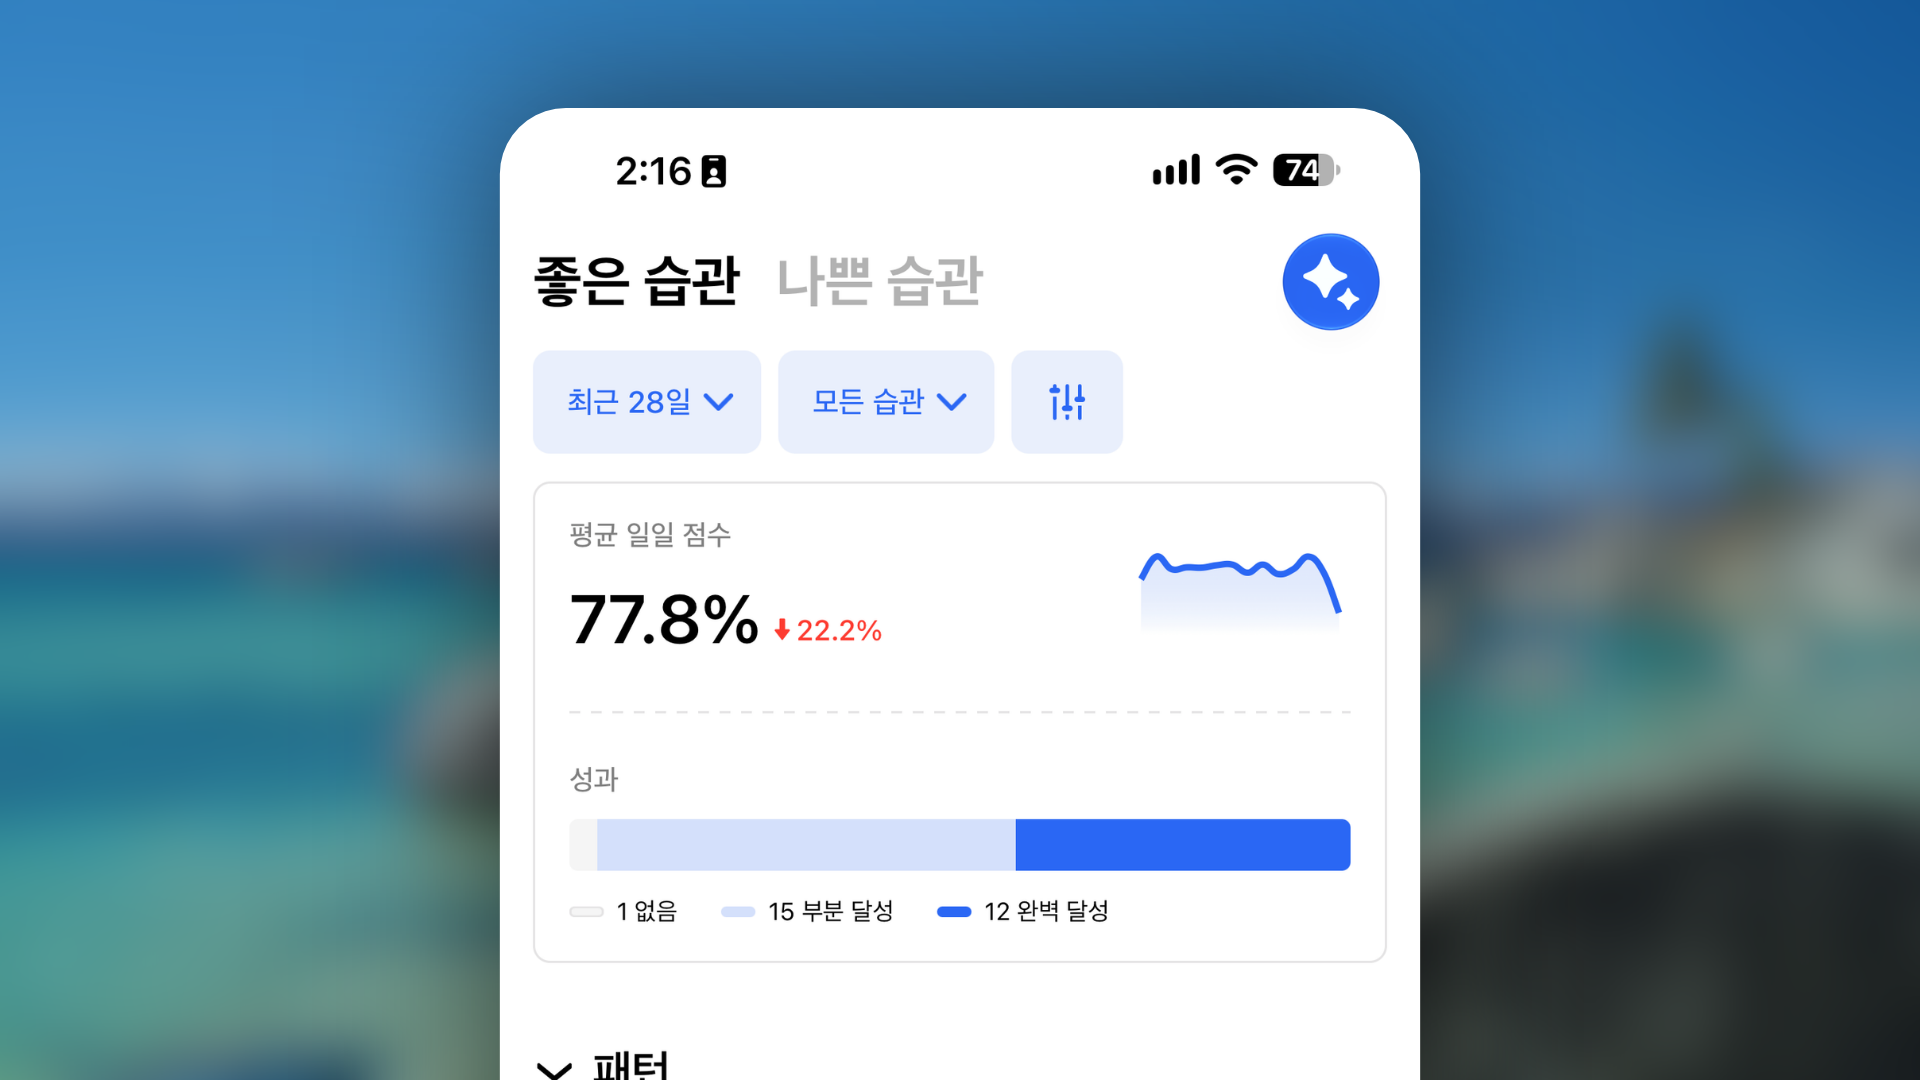 2:16
74
좋은 습관 나쁜 습관
최근 28일 모든 습관
평균 일일 점수
77.8% 22.2%
성과
1 없음 15 부분 달성 12 완벽 달성
패턴